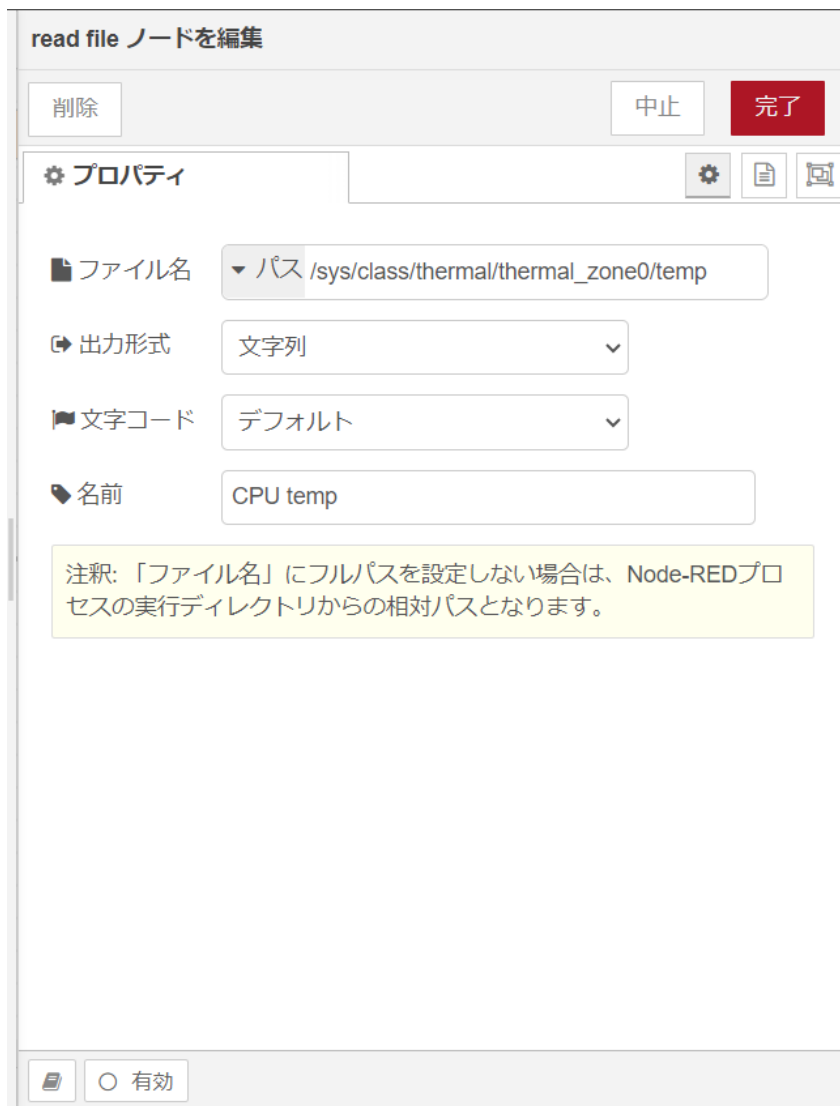 read file ノードを編集
削除
中止
完了
プロパティ
ファイル名
パス /sys/class/thermal/thermal_zone0/temp
出力形式
文字列
文字コード
デフォルト
名前
CPU temp
注釈: 「ファイル名」にフルパスを設定しない場合は、Node-REDプロ
セスの実行ディレクトリからの相対パスとなります。
有効